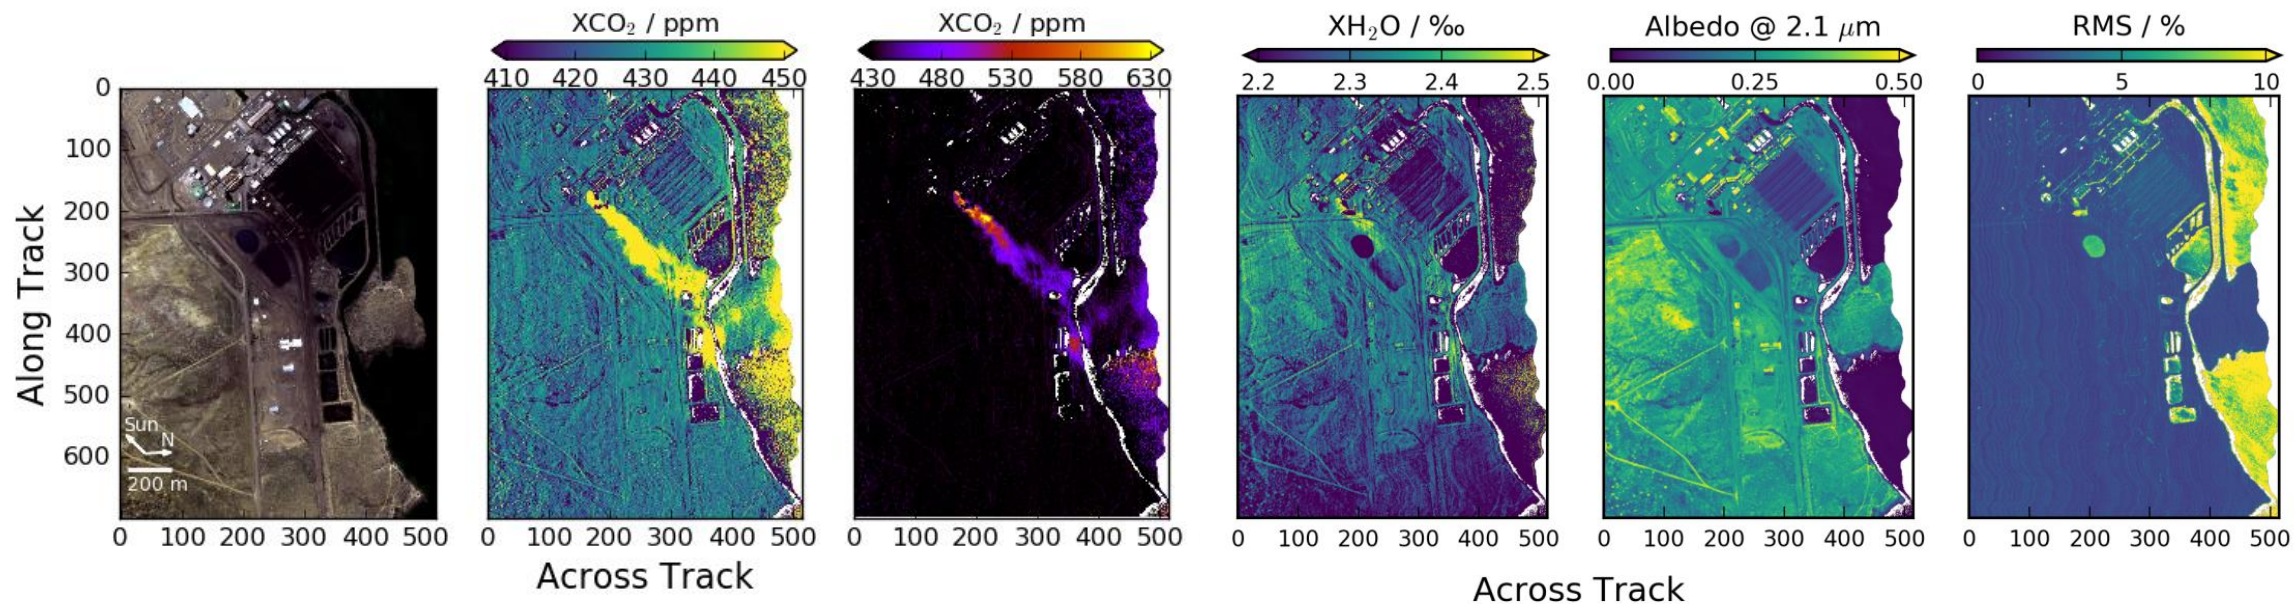 XCO₂ / ppm
XCO₂ / ppm
XH₂O / ‰
Albedo @ 2.1 μm
RMS / %
410 420 430 440 450
430 480 530 580 630
2.2 2.3 2.4 2.5
0.00 0.25 0.50
0 5 10
Along Track
0
100
200
300
400
500
600
Sun
N
200 m
0 100 200 300 400 500
0 100 200 300 400 500
0 100 200 300 400 500
0 100 200 300 400 500
0 100 200 300 400 500
0 100 200 300 400 500
Across Track
Across Track